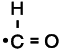 H
•C = O